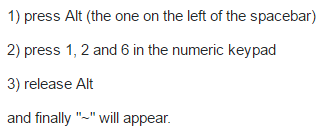 1) press Alt (the one on the left of the spacebar)
2) press 1, 2 and 6 in the numeric keypad
3) release Alt
and finally "~" will appear.